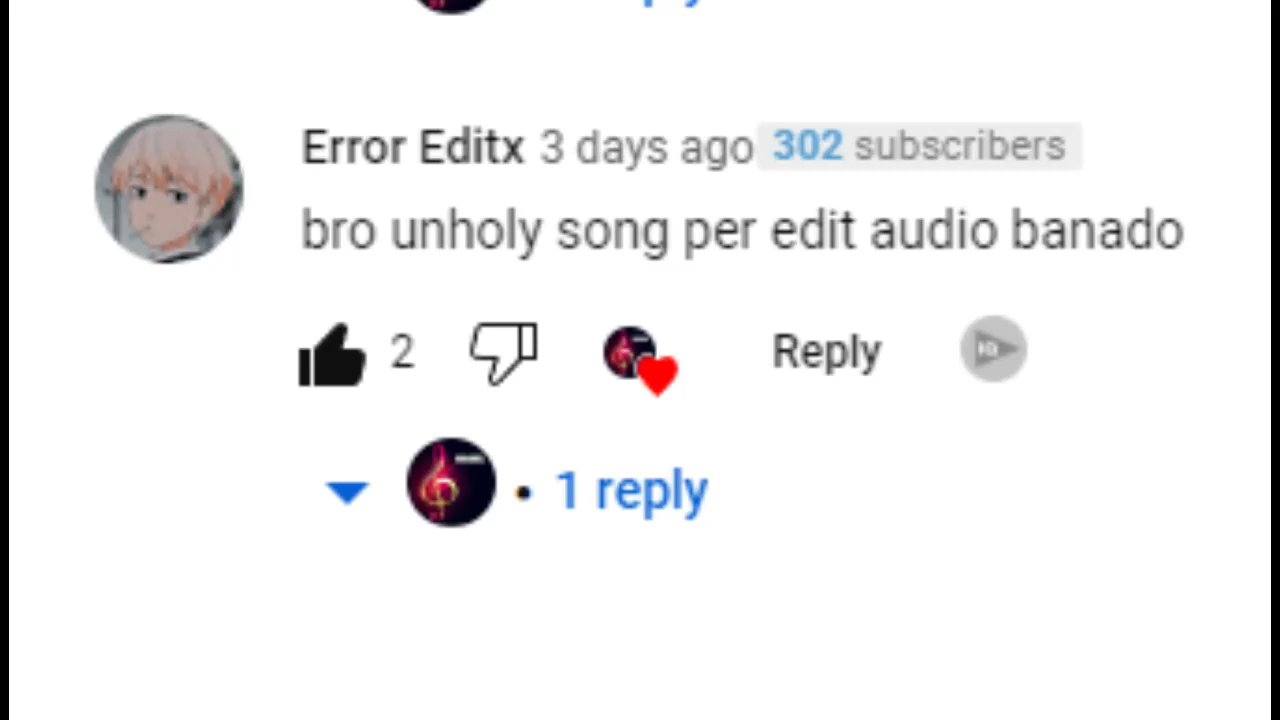 Error Editx 3 days ago 302 subscribers
bro unholy song per edit audio banado
2 Reply
• 1 reply